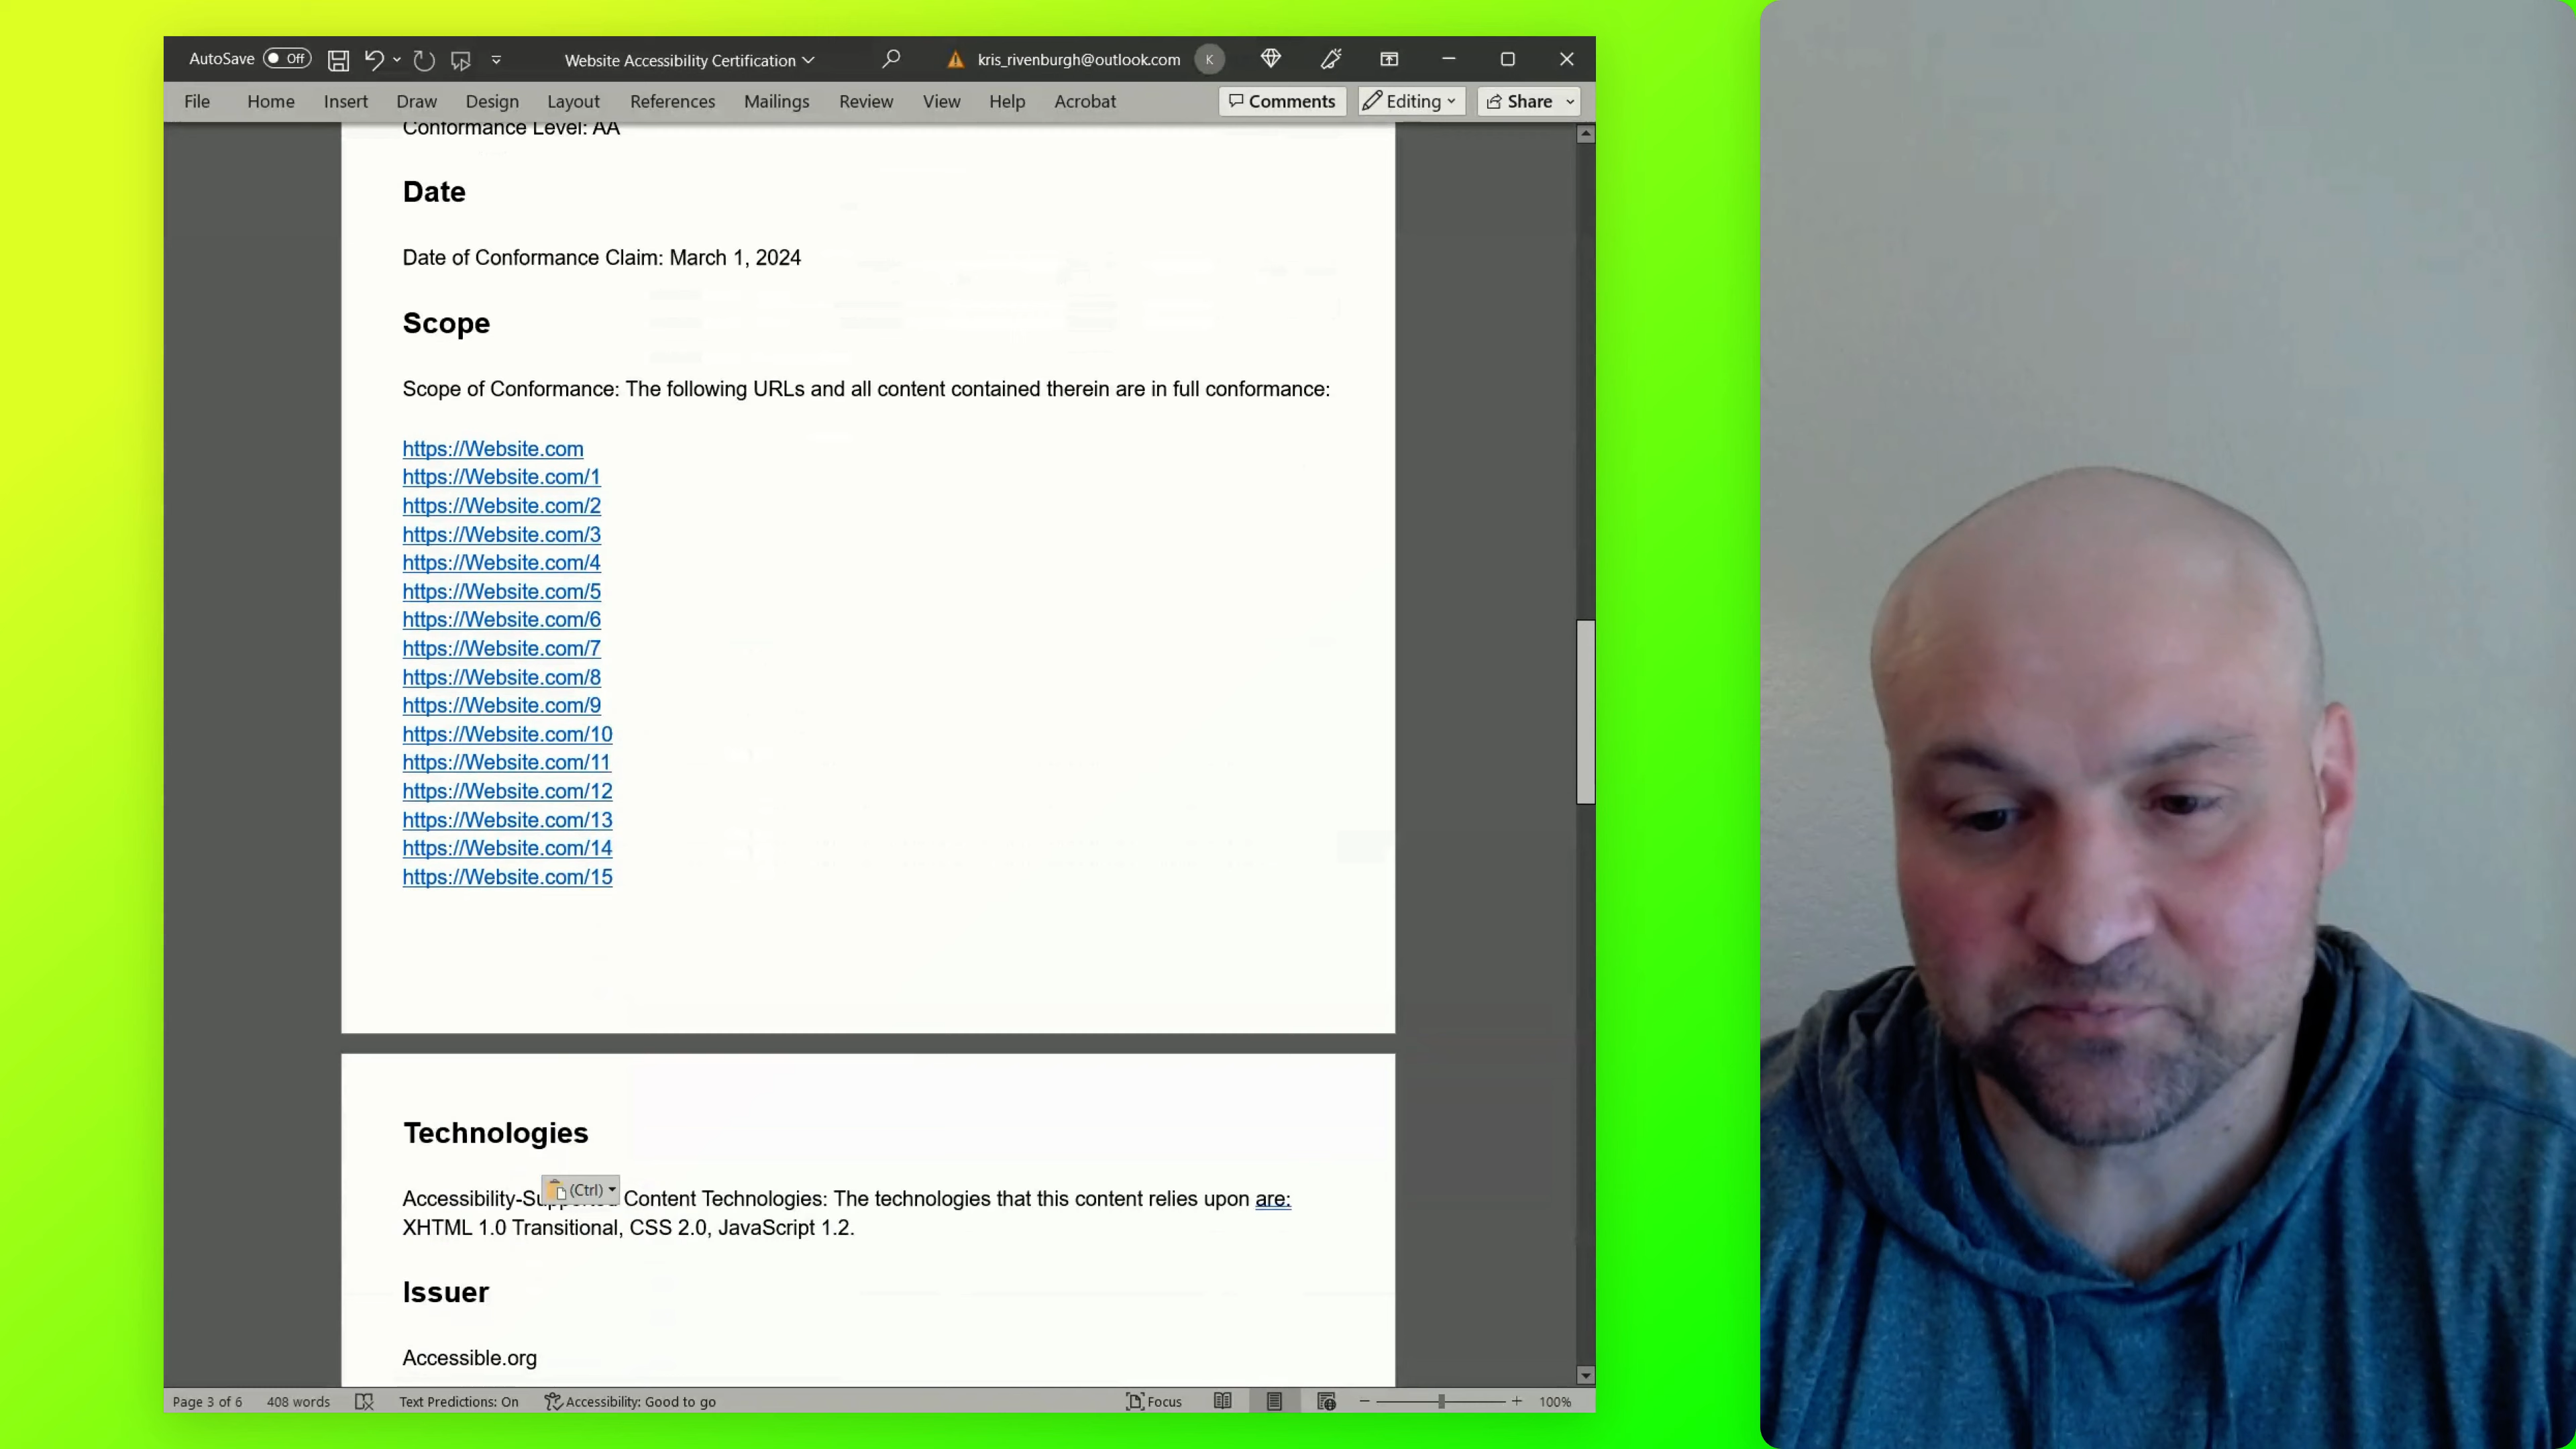 AutoSave Off Website Accessibility Certification kris_rivenburgh@outlook.com K
File Home Insert Draw Design Layout References Mailings Review View Help Acrobat Comments Editing Share
Conformance Level: AA
Date
Date of Conformance Claim: March 1, 2024
Scope
Scope of Conformance: The following URLs and all content contained therein are in full conformance:
https://Website.com
https://Website.com/1
https://Website.com/2
https://Website.com/3
https://Website.com/4
https://Website.com/5
https://Website.com/6
https://Website.com/7
https://Website.com/8
https://Website.com/9
https://Website.com/10
https://Website.com/11
https://Website.com/12
https://Website.com/13
https://Website.com/14
https://Website.com/15
Technologies
(Ctrl)
Accessibility-Supported Content Technologies: The technologies that this content relies upon are:
XHTML 1.0 Transitional, CSS 2.0, JavaScript 1.2.
Issuer
Accessible.org
Page 3 of 6 408 words Text Predictions: On Accessibility: Good to go Focus 100%